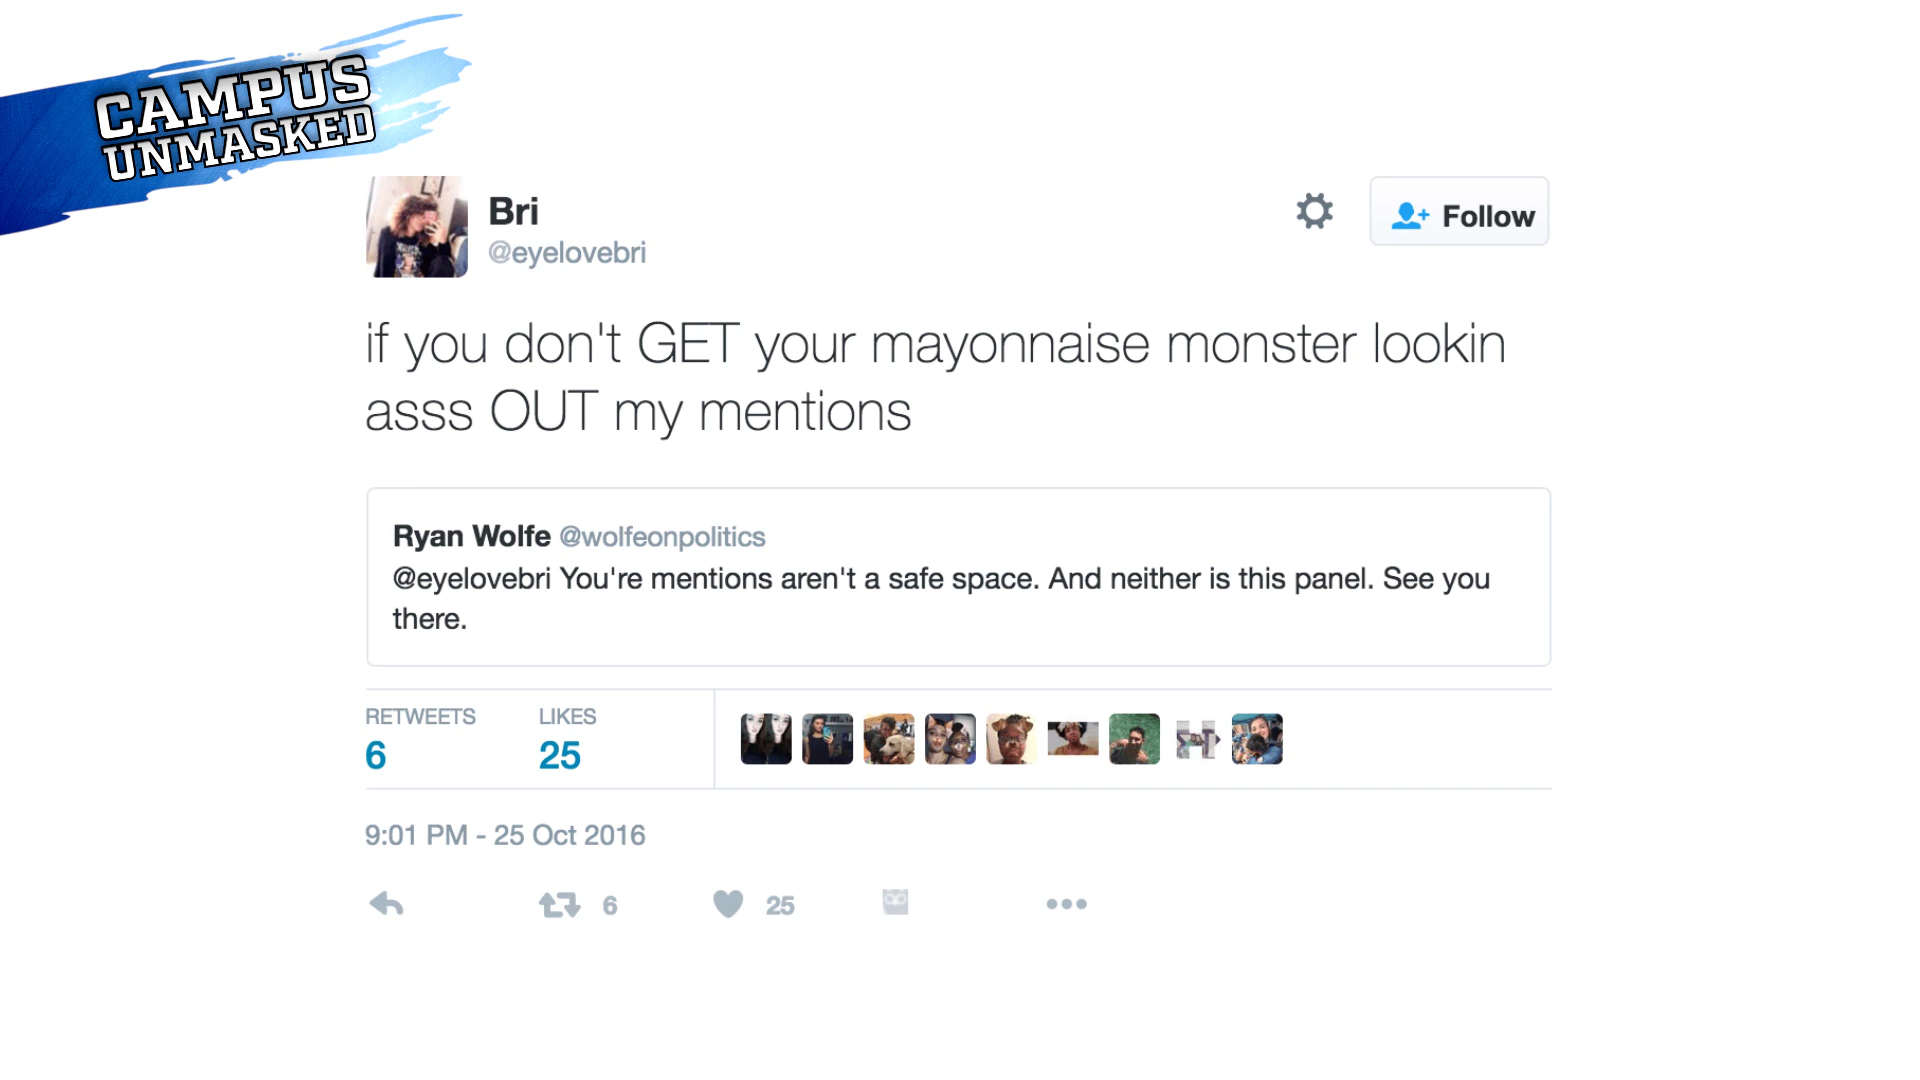 CAMPUS
UNMASKED
Bri
@eyelovebri
Follow
if you don't GET your mayonnaise monster lookin
asss OUT my mentions
Ryan Wolfe @wolfeonpolitics
@eyelovebri You're mentions aren't a safe space. And neither is this panel. See you
there.
RETWEETS LIKES
6 25
9:01 PM - 25 Oct 2016
6 25